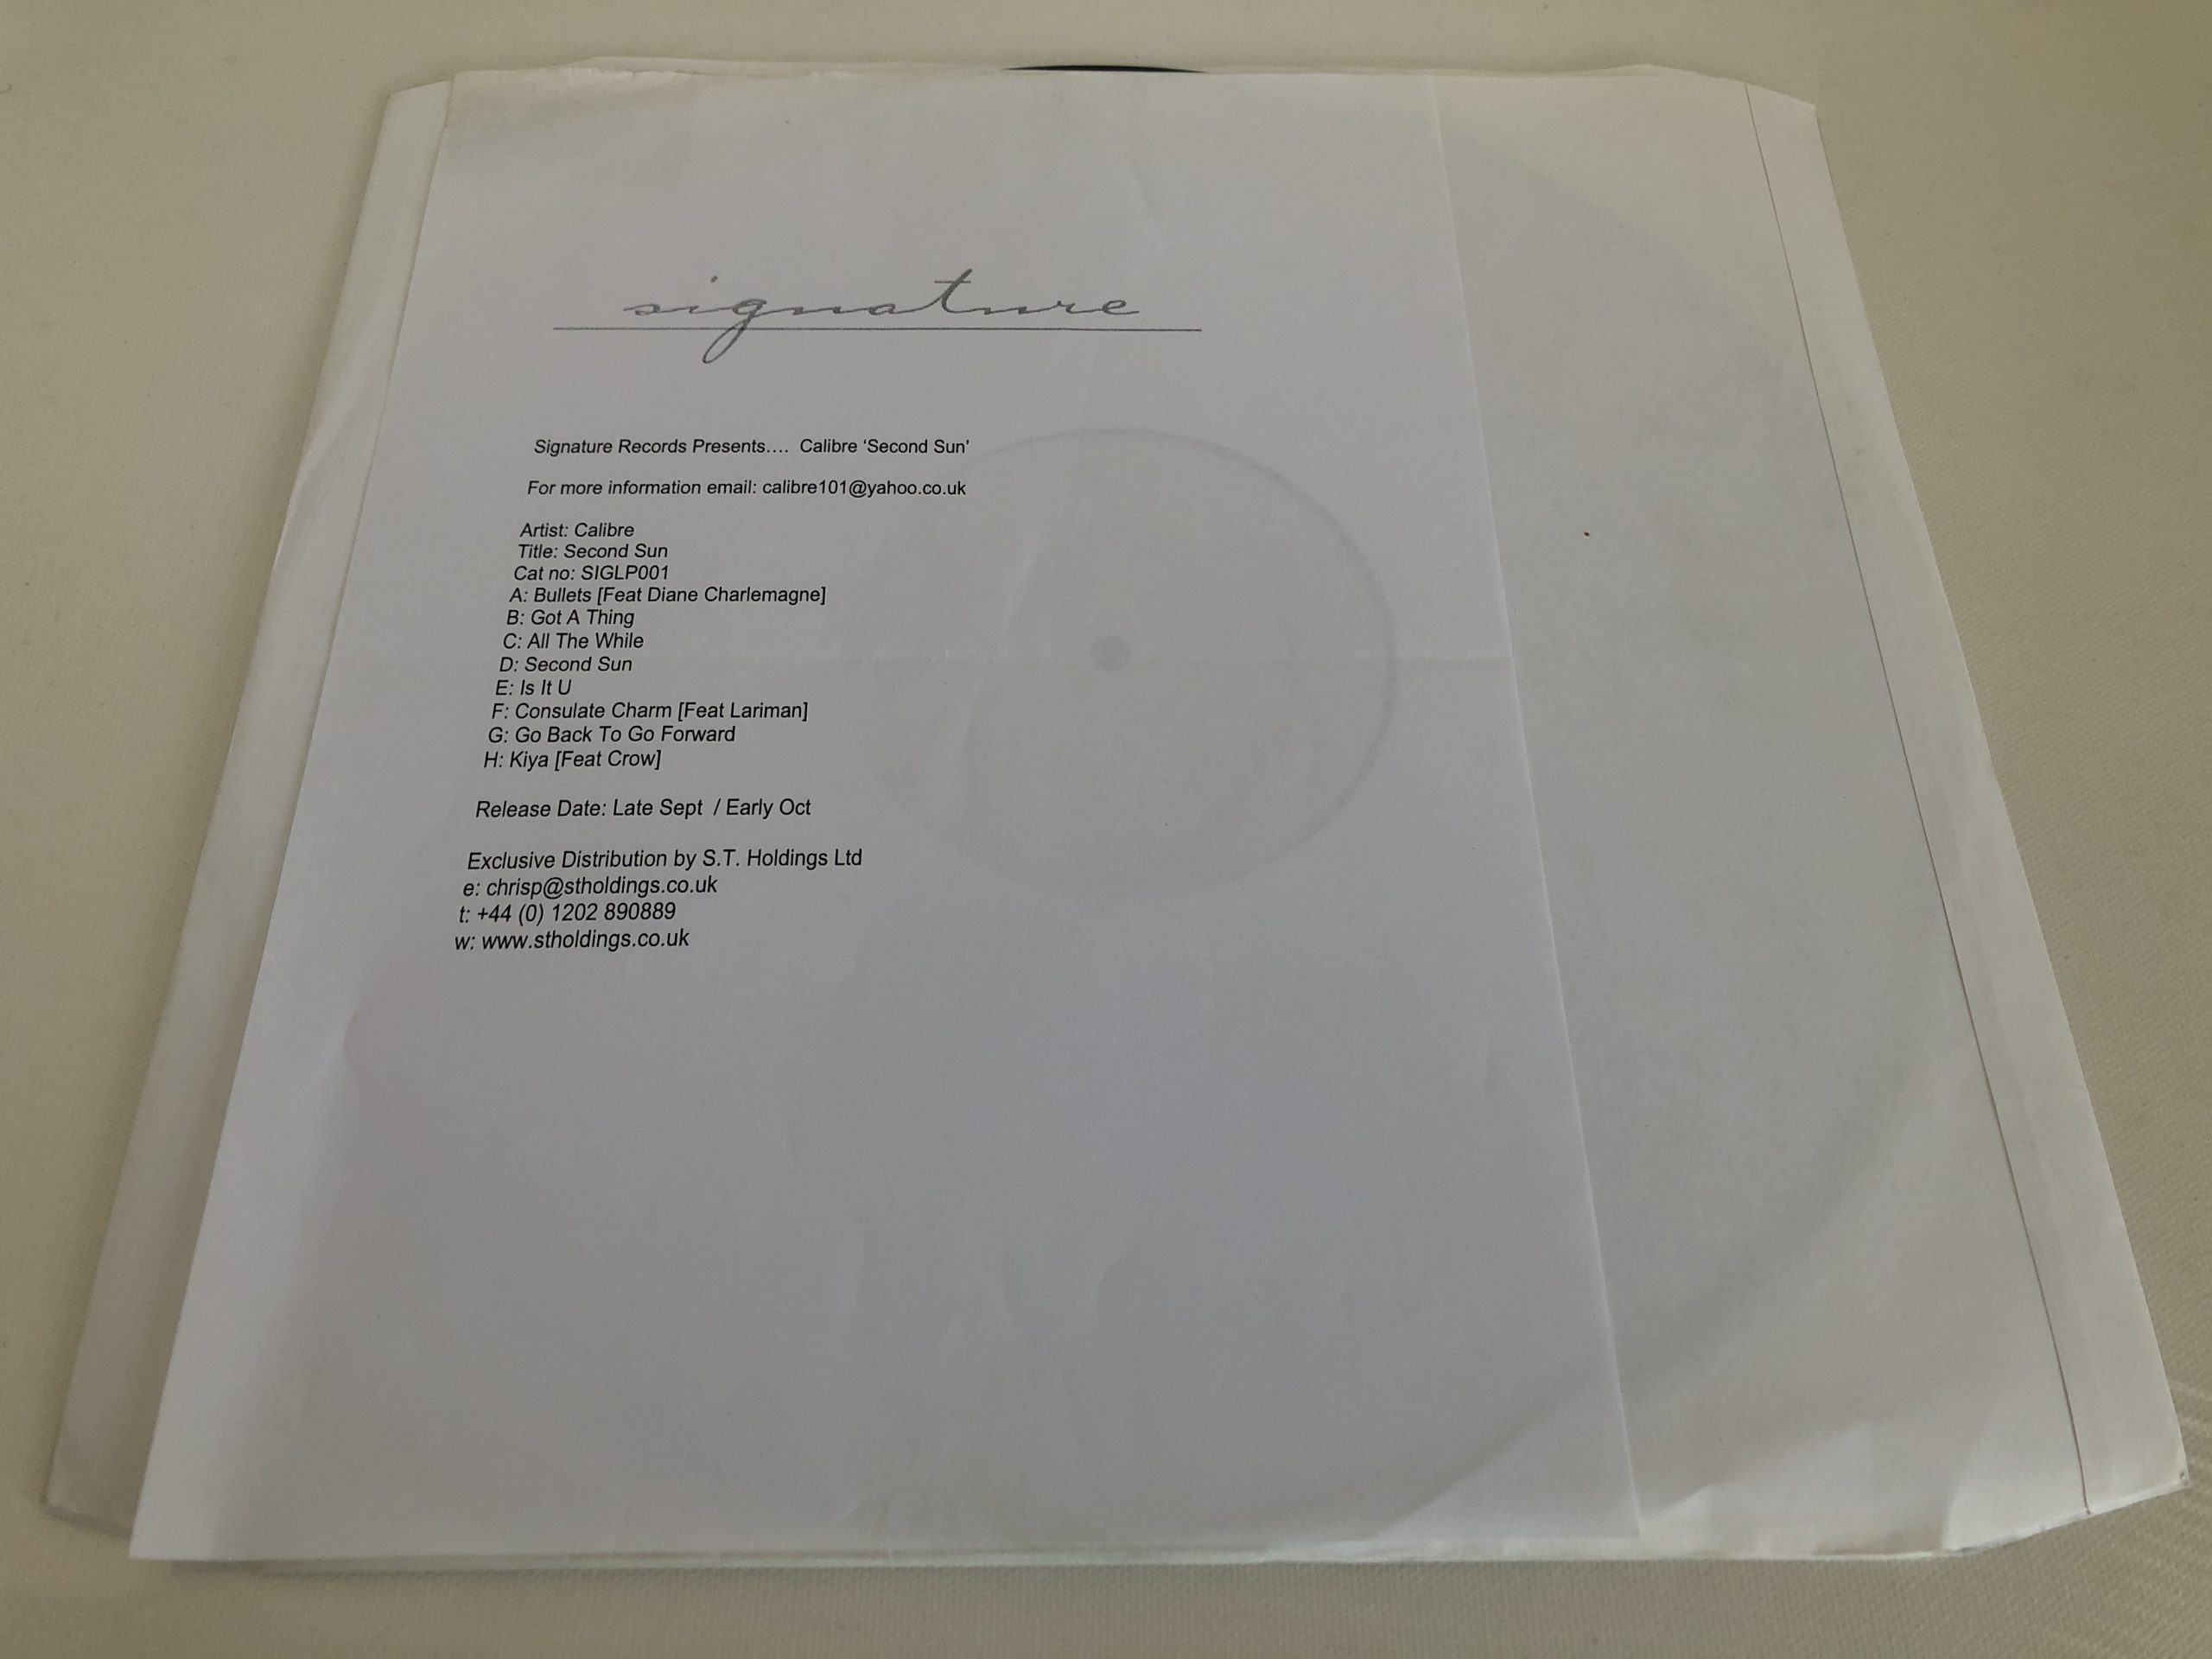 signature
Signature Records Presents.... Calibre ‘Second Sun’
For more information email: calibre101@yahoo.co.uk
Artist: Calibre
Title: Second Sun
Cat no: SIGLP001
A: Bullets [Feat Diane Charlemagne]
B: Got A Thing
C: All The While
D: Second Sun
E: Is It U
F: Consulate Charm [Feat Lariman]
G: Go Back To Go Forward
H: Kiya [Feat Crow]
Release Date: Late Sept / Early Oct
Exclusive Distribution by S.T. Holdings Ltd
e: chrisp@stholdings.co.uk
t: +44 (0) 1202 890889
w: www.stholdings.co.uk